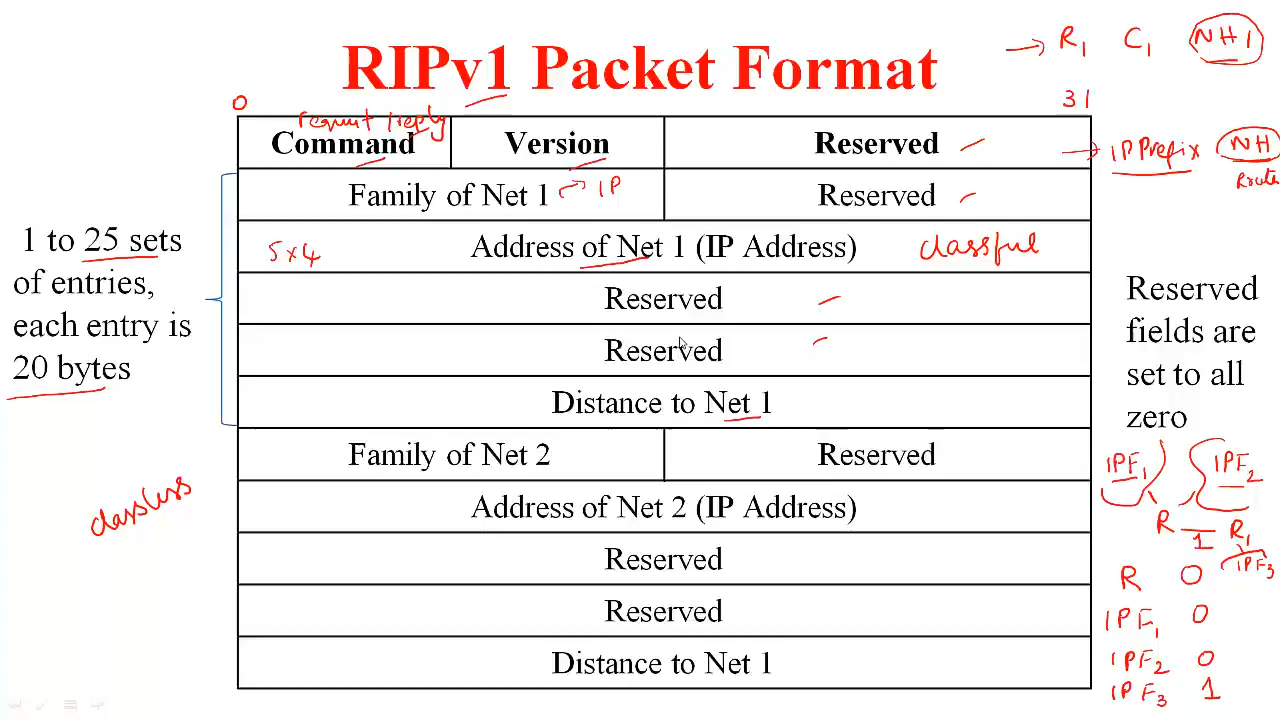 RIPv1 Packet Format
→ R1 C1 NH1
0
31
request/reply
Command Version Reserved
→ IP Prefix NH
Route
Family of Net 1 → IP Reserved
5x4 Address of Net 1 (IP Address) classful
Reserved
Reserved
Distance to Net 1
Family of Net 2 Reserved
Address of Net 2 (IP Address)
Reserved
Reserved
Distance to Net 1
1 to 25 sets
of entries,
each entry is
20 bytes
classless
Reserved
fields are
set to all
zero
IPF1 IPF2
R 1 R1
IPF3
R 0
IPF1 0
IPF2 0
IPF3 1